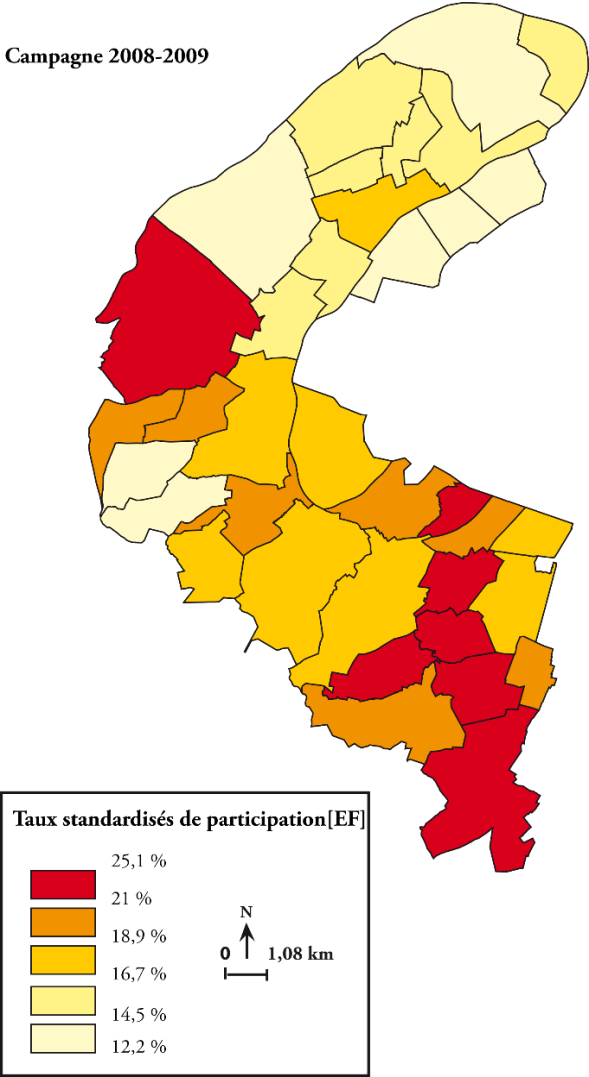 Campagne 2008-2009
Taux standardisés de participation[EF]
25,1 %
21 %
18,9 %
16,7 %
14,5 %
12,2 %
N
0 1,08 km